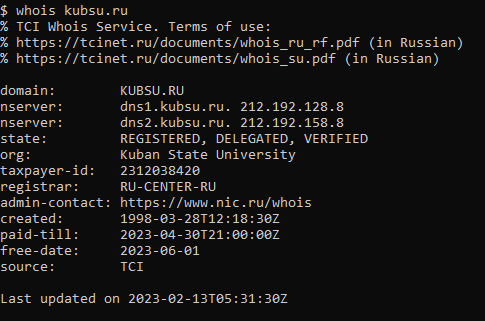 $ whois kubsu.ru
% TCI Whois Service. Terms of use:
% https://tcinet.ru/documents/whois_ru_rf.pdf (in Russian)
% https://tcinet.ru/documents/whois_su.pdf (in Russian)

domain:        KUBSU.RU
nserver:       dns1.kubsu.ru. 212.192.128.8
nserver:       dns2.kubsu.ru. 212.192.158.8
state:         REGISTERED, DELEGATED, VERIFIED
org:           Kuban State University
taxpayer-id:   2312038420
registrar:     RU-CENTER-RU
admin-contact: https://www.nic.ru/whois
created:       1998-03-28T12:18:30Z
paid-till:     2023-04-30T21:00:00Z
free-date:     2023-06-01
source:        TCI

Last updated on 2023-02-13T05:31:30Z